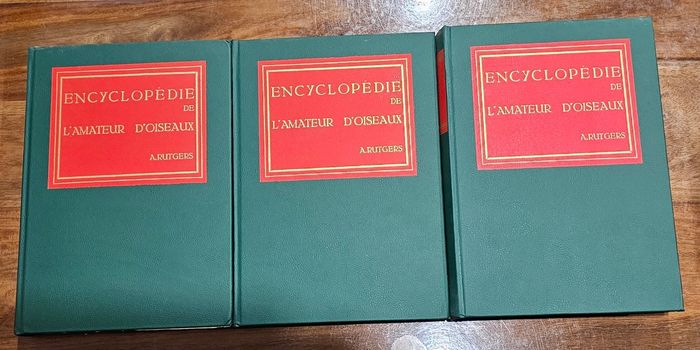 ENCYCLOPÉDIE
DE
L'AMATEUR D'OISEAUX
A.RUTGERS
ENCYCLOPÉDIE
DE
L'AMATEUR D'OISEAUX
A.RUTGERS
ENCYCLOPÉDIE
DE
L'AMATEUR D'OISEAUX
A.RUTGERS